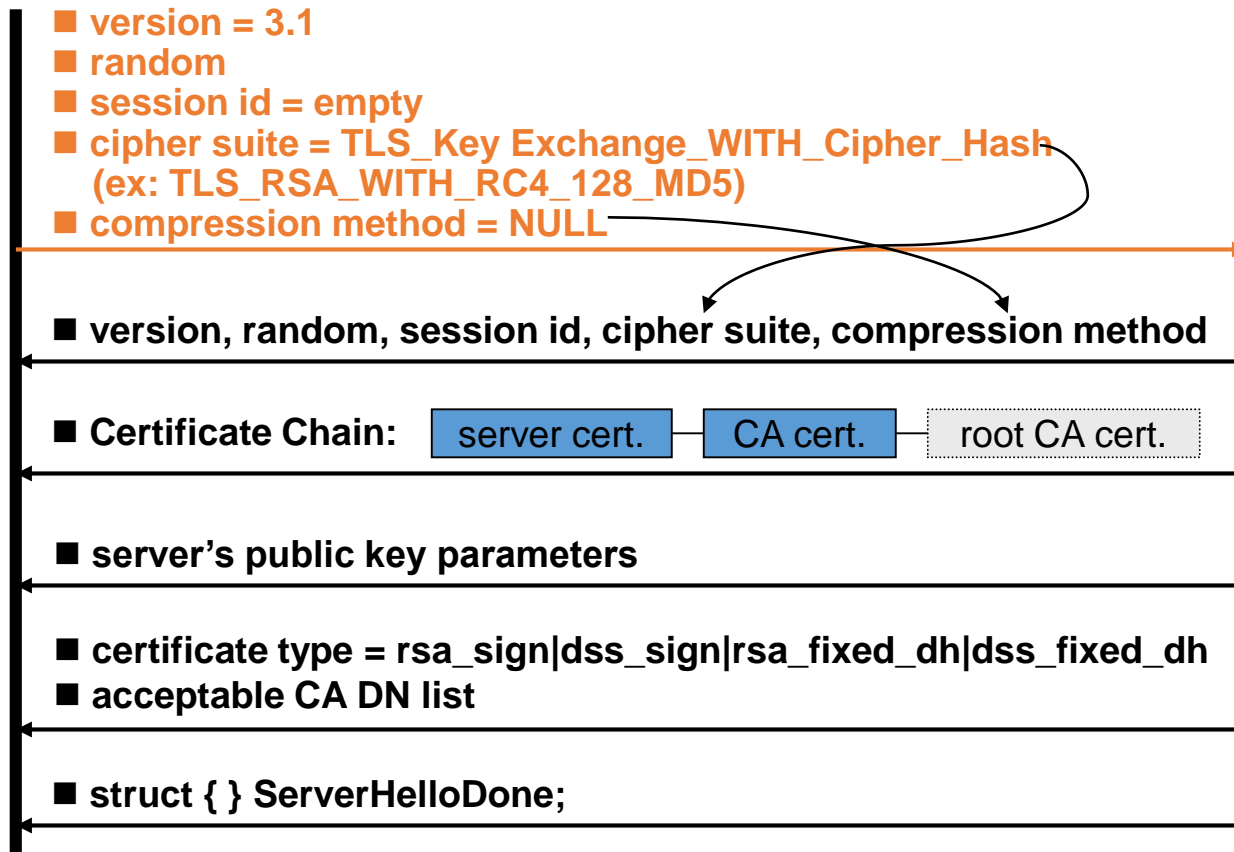 ■ version = 3.1
■ random
■ session id = empty
■ cipher suite = TLS_Key Exchange_WITH_Cipher_Hash
(ex: TLS_RSA_WITH_RC4_128_MD5)
■ compression method = NULL
■ version, random, session id, cipher suite, compression method
■ Certificate Chain: server cert. CA cert. root CA cert.
■ server’s public key parameters
■ certificate type = rsa_sign|dss_sign|rsa_fixed_dh|dss_fixed_dh
■ acceptable CA DN list
■ struct { } ServerHelloDone;